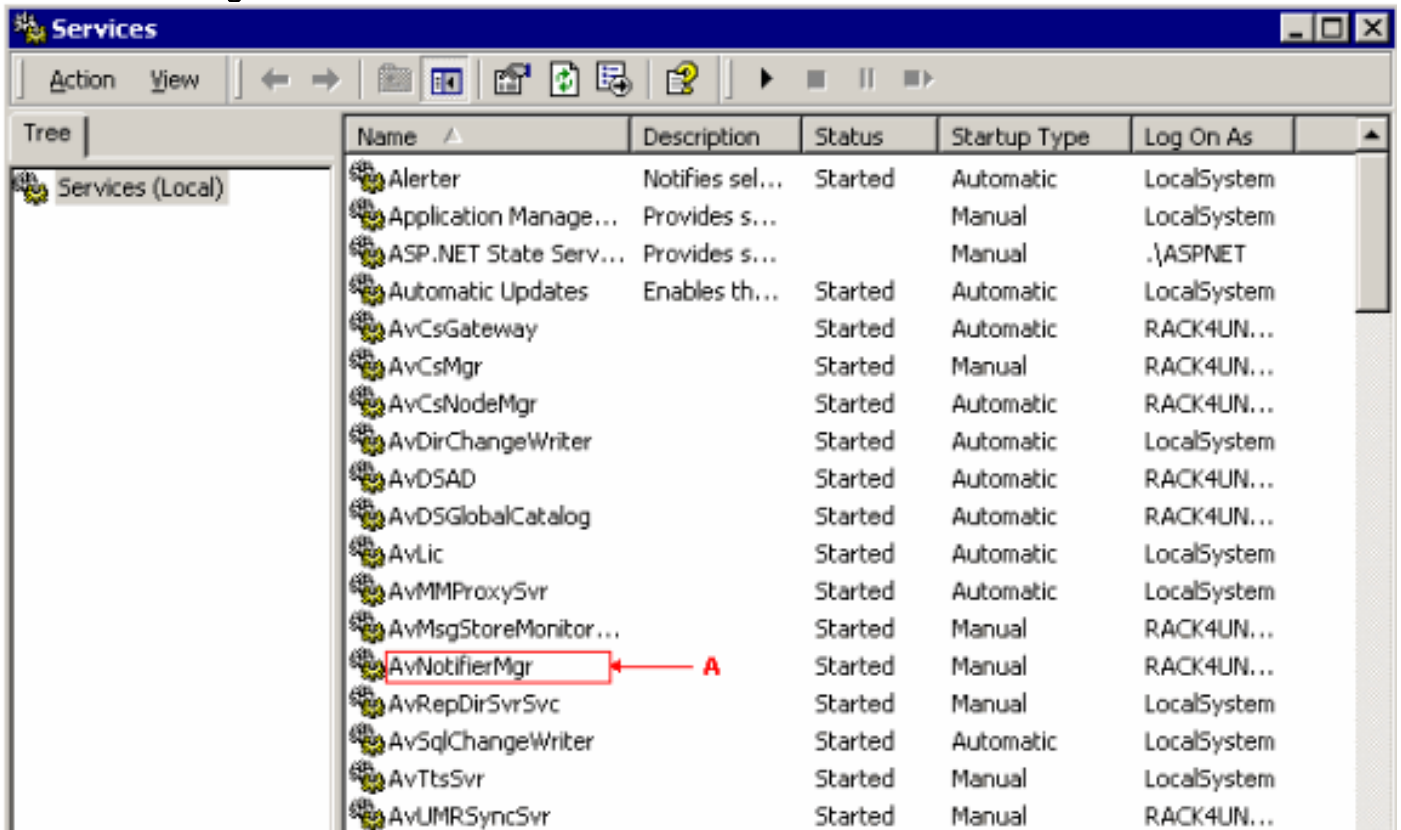 Services
Action View
Tree
Services (Local)
Name Description Status Startup Type Log On As
Alerter Notifies sel... Started Automatic LocalSystem
Application Manage... Provides s... Manual LocalSystem
ASP.NET State Serv... Provides s... Manual .\ASPNET
Automatic Updates Enables th... Started Automatic LocalSystem
AvCsGateway Started Automatic RACK4UN...
AvCsMgr Started Manual RACK4UN...
AvCsNodeMgr Started Automatic RACK4UN...
AvDirChangeWriter Started Automatic LocalSystem
AvDSAD Started Automatic RACK4UN...
AvDSGlobalCatalog Started Automatic RACK4UN...
AvLic Started Automatic LocalSystem
AvMMProxySvr Started Automatic LocalSystem
AvMsgStoreMonitor... Started Manual RACK4UN...
AvNotifierMgr A Started Manual RACK4UN...
AvRepDirSvrSvc Started Manual LocalSystem
AvSqlChangeWriter Started Automatic LocalSystem
AvTtsSvr Started Manual LocalSystem
AvUMRSyncSvr Started Manual RACK4UN...